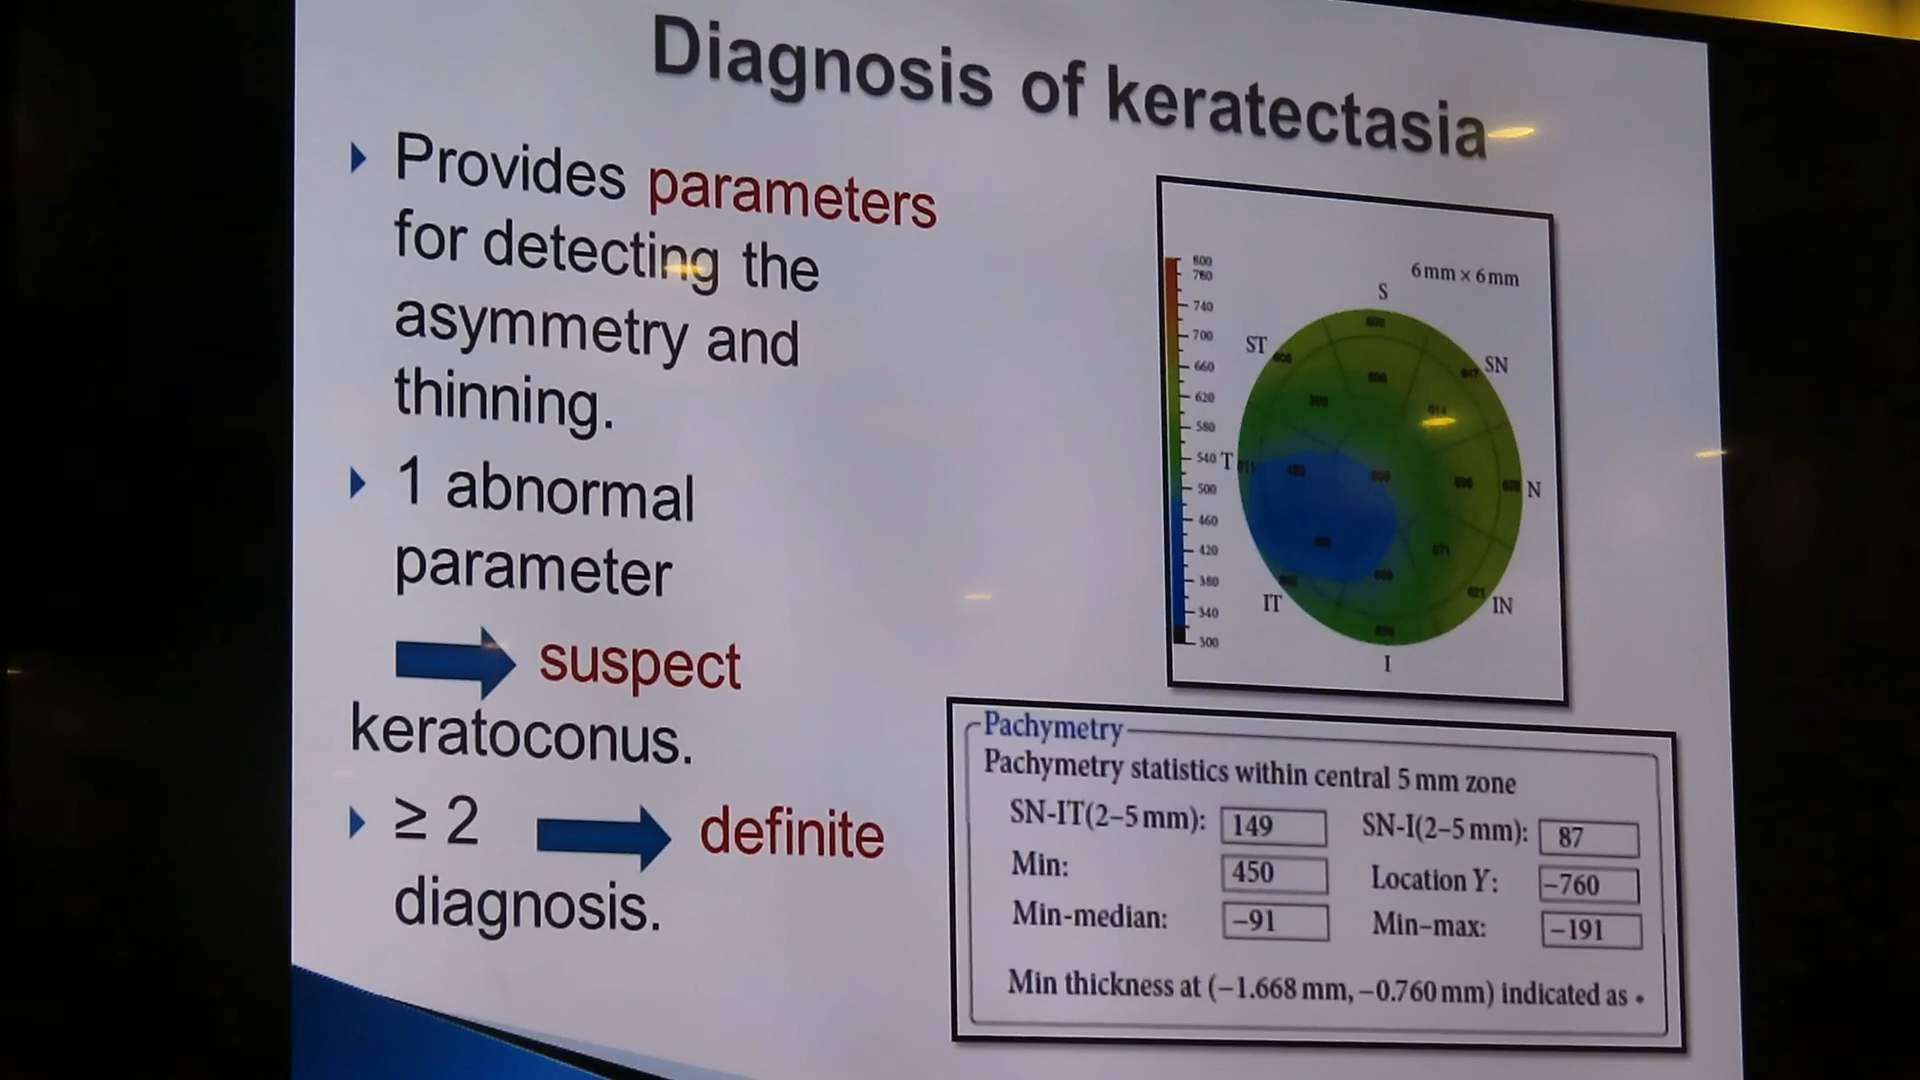 Diagnosis of keratectasia
Provides parameters
for detecting the
asymmetry and
thinning.
1 abnormal
parameter
suspect
keratoconus.
≥ 2 definite
diagnosis.
6 mm × 6 mm
800
760
740
700
660
620
580
540
500
460
420
380
340
300
S
ST
SN
T
N
IT
IN
I
Pachymetry
Pachymetry statistics within central 5 mm zone
SN-IT(2–5 mm): 149 SN-I(2–5 mm): 87
Min: 450 Location Y: –760
Min-median: –91 Min–max: –191
Min thickness at (–1.668 mm, –0.760 mm) indicated as •